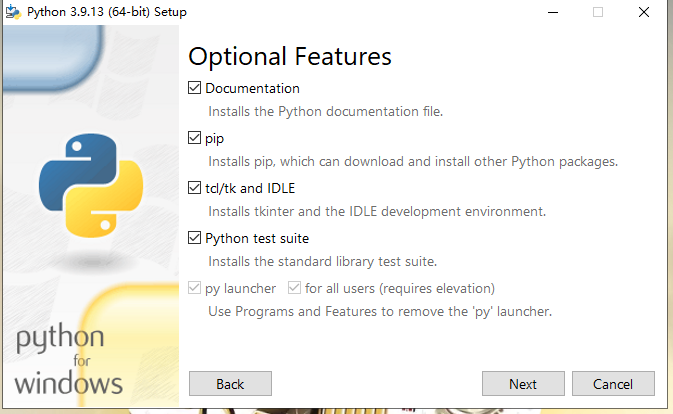 Python 3.9.13 (64-bit) Setup
Optional Features
Documentation
Installs the Python documentation file.
pip
Installs pip, which can download and install other Python packages.
tcl/tk and IDLE
Installs tkinter and the IDLE development environment.
Python test suite
Installs the standard library test suite.
py launcher for all users (requires elevation)
Use Programs and Features to remove the 'py' launcher.
python
for
windows
Back Next Cancel